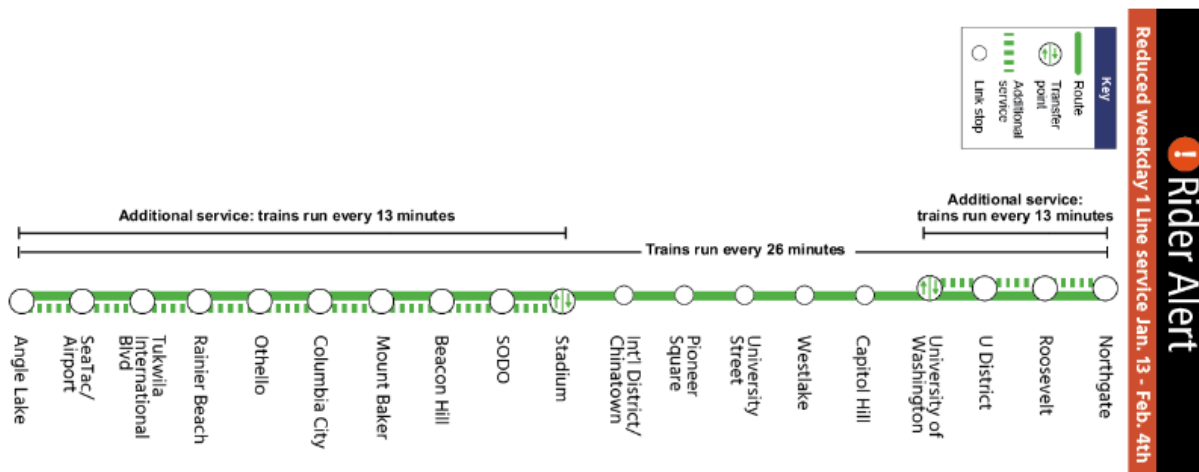 ! Rider Alert
Reduced weekday 1 Line service Jan. 13 - Feb. 4th
Key
Route
Transfer
point
Additional
service
Link stop
Additional service:
trains run every 13 minutes
Additional service: trains run every 13 minutes
Trains run every 26 minutes
Northgate
Roosevelt
U District
University of
Washington
Capitol Hill
Westlake
University
Street
Pioneer
Square
Int'l District/
Chinatown
Stadium
SODO
Beacon Hill
Mount Baker
Columbia City
Othello
Rainier Beach
Tukwila
International
Blvd
SeaTac/
Airport
Angle Lake